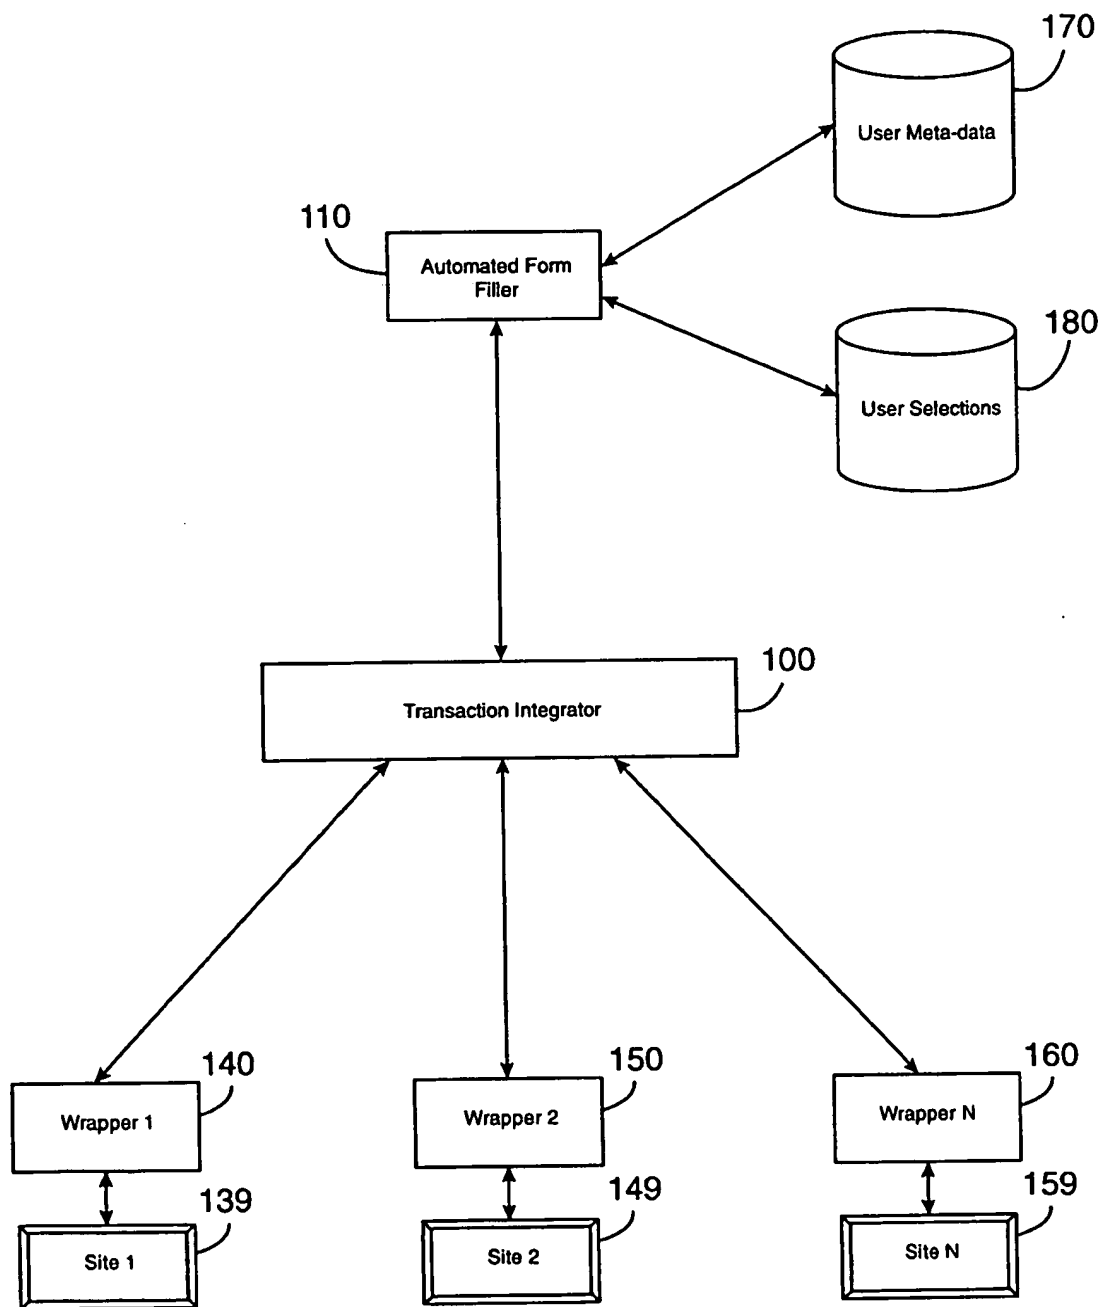 170
User Meta-data
110
Automated Form
Filler
180
User Selections
100
Transaction Integrator
140
Wrapper 1
150
Wrapper 2
160
Wrapper N
139
Site 1
149
Site 2
159
Site N